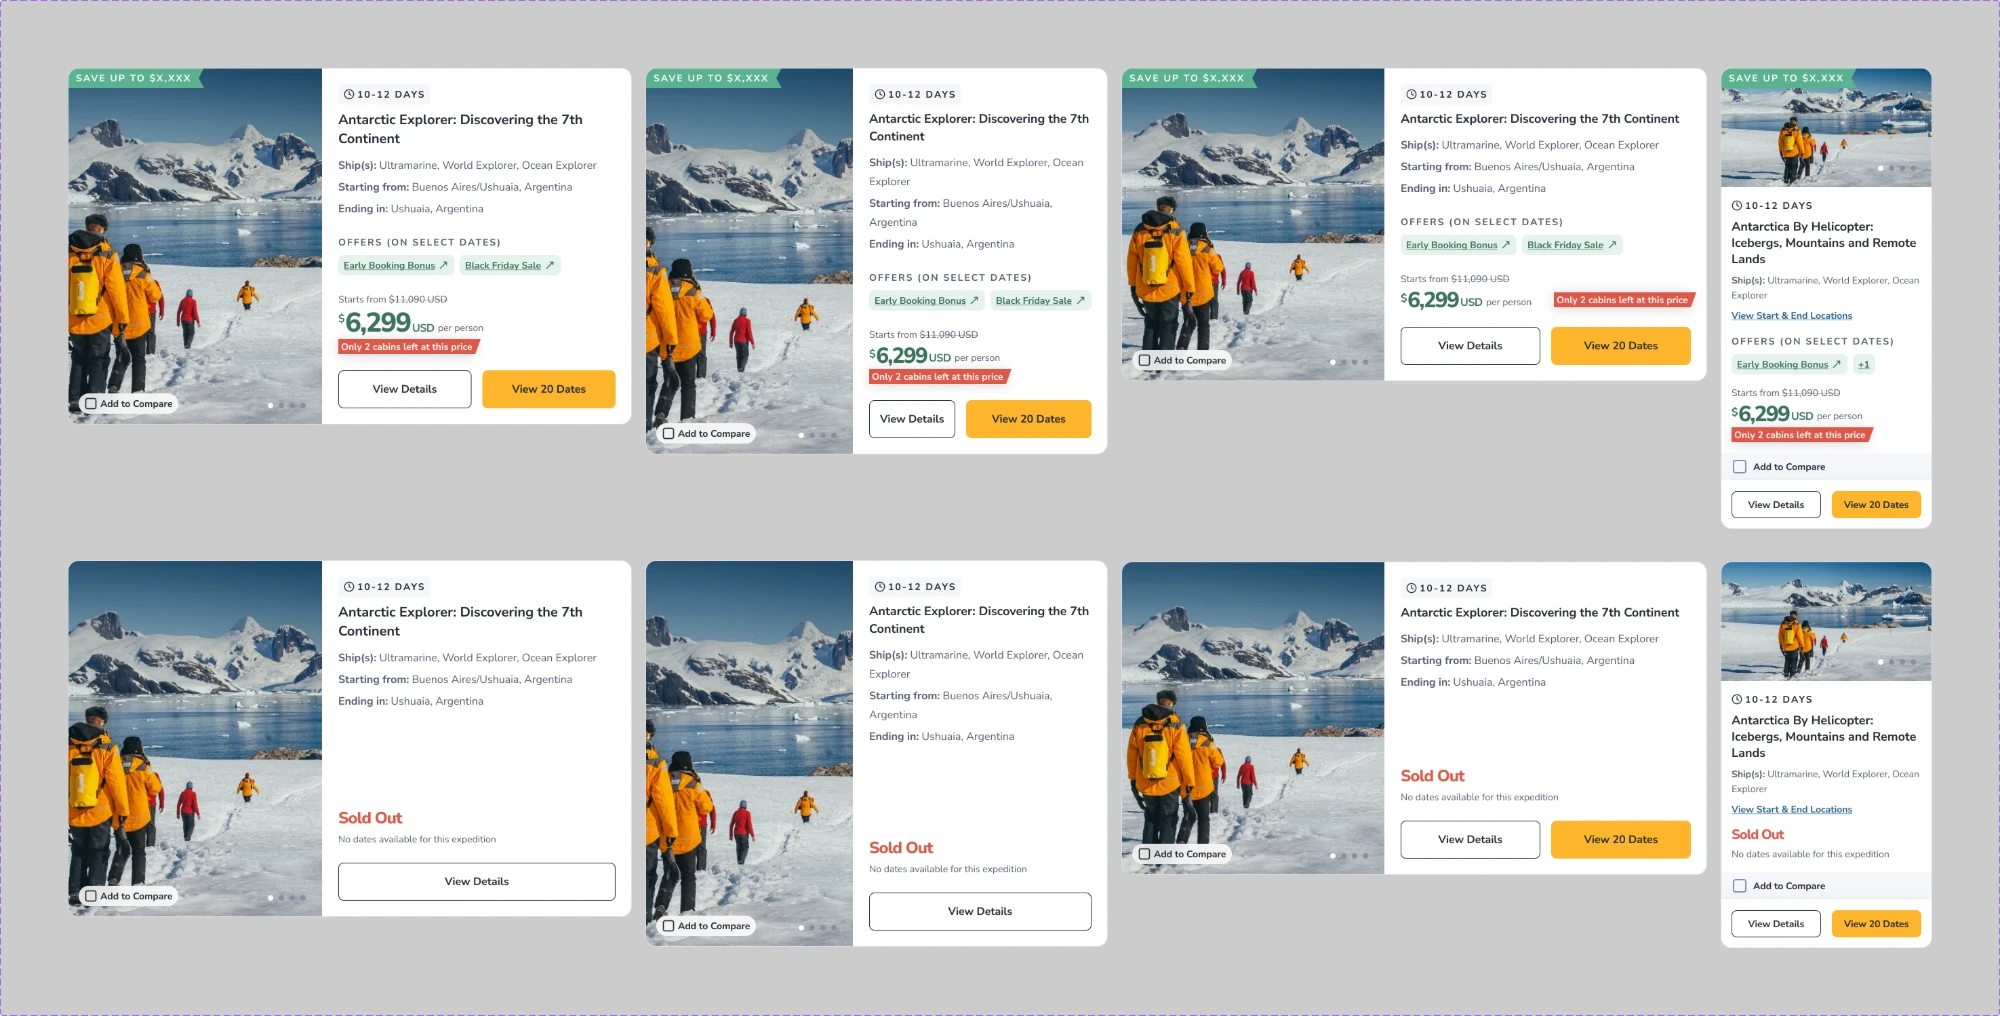 SAVE UP TO $X,XXX
10-12 DAYS
Antarctic Explorer: Discovering the 7th
Continent
Ship(s): Ultramarine, World Explorer, Ocean Explorer
Starting from: Buenos Aires/Ushuaia, Argentina
Ending in: Ushuaia, Argentina
OFFERS (ON SELECT DATES)
Early Booking Bonus ↗ Black Friday Sale ↗
Starts from $11,090 USD
$6,299 USD per person
Only 2 cabins left at this price
View Details View 20 Dates
Add to Compare
SAVE UP TO $X,XXX
10-12 DAYS
Antarctic Explorer: Discovering the 7th
Continent
Ship(s): Ultramarine, World Explorer, Ocean
Explorer
Starting from: Buenos Aires/Ushuaia,
Argentina
Ending in: Ushuaia, Argentina
OFFERS (ON SELECT DATES)
Early Booking Bonus ↗ Black Friday Sale ↗
Starts from $11,090 USD
$6,299 USD per person
Only 2 cabins left at this price
View Details View 20 Dates
Add to Compare
SAVE UP TO $X,XXX
10-12 DAYS
Antarctic Explorer: Discovering the 7th Continent
Ship(s): Ultramarine, World Explorer, Ocean Explorer
Starting from: Buenos Aires/Ushuaia, Argentina
Ending in: Ushuaia, Argentina
OFFERS (ON SELECT DATES)
Early Booking Bonus ↗ Black Friday Sale ↗
Starts from $11,090 USD
$6,299 USD per person Only 2 cabins left at this price
View Details View 20 Dates
Add to Compare
SAVE UP TO $X,XXX
10-12 DAYS
Antarctica By Helicopter:
Icebergs, Mountains and Remote
Lands
Ship(s): Ultramarine, World Explorer, Ocean
Explorer
View Start & End Locations
OFFERS (ON SELECT DATES)
Early Booking Bonus ↗ +1
Starts from $11,090 USD
$6,299 USD per person
Only 2 cabins left at this price
Add to Compare
View Details View 20 Dates
10-12 DAYS
Antarctic Explorer: Discovering the 7th
Continent
Ship(s): Ultramarine, World Explorer, Ocean Explorer
Starting from: Buenos Aires/Ushuaia, Argentina
Ending in: Ushuaia, Argentina
Sold Out
No dates available for this expedition
View Details
Add to Compare
10-12 DAYS
Antarctic Explorer: Discovering the 7th
Continent
Ship(s): Ultramarine, World Explorer, Ocean
Explorer
Starting from: Buenos Aires/Ushuaia,
Argentina
Ending in: Ushuaia, Argentina
Sold Out
No dates available for this expedition
View Details
Add to Compare
10-12 DAYS
Antarctic Explorer: Discovering the 7th Continent
Ship(s): Ultramarine, World Explorer, Ocean Explorer
Starting from: Buenos Aires/Ushuaia, Argentina
Ending in: Ushuaia, Argentina
Sold Out
No dates available for this expedition
View Details View 20 Dates
Add to Compare
10-12 DAYS
Antarctica By Helicopter:
Icebergs, Mountains and Remote
Lands
Ship(s): Ultramarine, World Explorer, Ocean
Explorer
View Start & End Locations
Sold Out
No dates available for this expedition
Add to Compare
View Details View 20 Dates